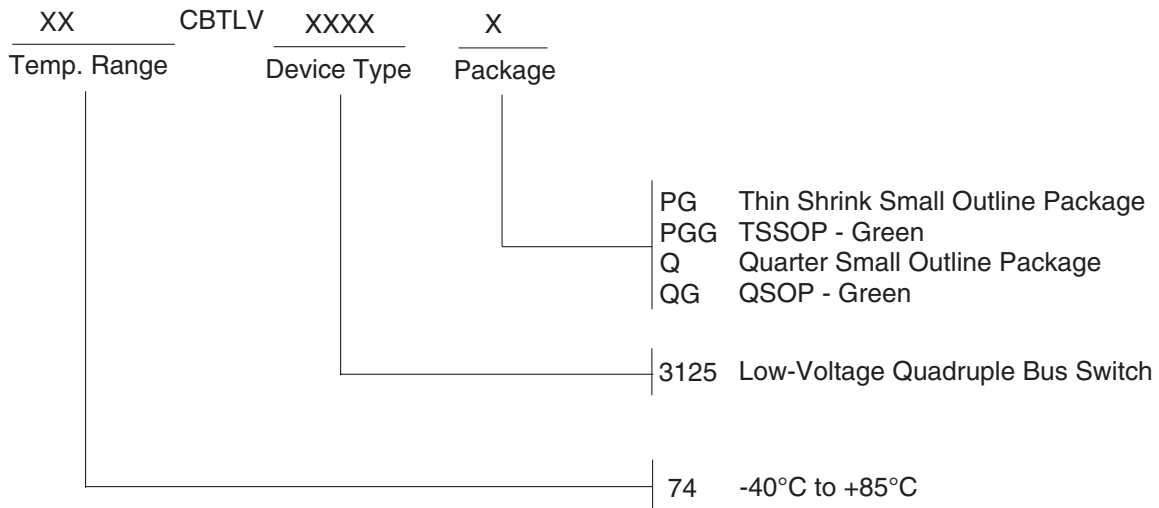 XX CBTLV XXXX X
Temp. Range Device Type Package
PG Thin Shrink Small Outline Package
PGG TSSOP - Green
Q Quarter Small Outline Package
QG QSOP - Green
3125 Low-Voltage Quadruple Bus Switch
74 -40°C to +85°C